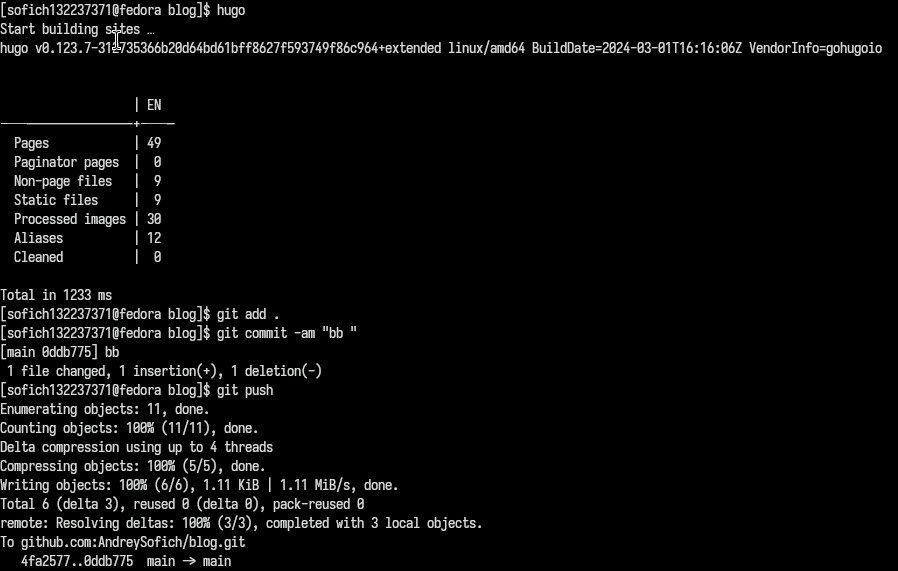 [sofich132237371@fedora blog]$ hugo
Start building sites …
hugo v0.123.7-312735366b20d64bd61bff8627f593749f86c964+extended linux/amd64 BuildDate=2024-03-01T16:16:06Z VendorInfo=gohugoio
| EN
-------------------+-----
Pages | 49
Paginator pages | 0
Non-page files | 9
Static files | 9
Processed images | 30
Aliases | 12
Cleaned | 0
Total in 1233 ms
[sofich132237371@fedora blog]$ git add .
[sofich132237371@fedora blog]$ git commit -am "bb "
[main 0ddb775] bb
1 file changed, 1 insertion(+), 1 deletion(-)
[sofich132237371@fedora blog]$ git push
Enumerating objects: 11, done.
Counting objects: 100% (11/11), done.
Delta compression using up to 4 threads
Compressing objects: 100% (5/5), done.
Writing objects: 100% (6/6), 1.11 KiB | 1.11 MiB/s, done.
Total 6 (delta 3), reused 0 (delta 0), pack-reused 0
remote: Resolving deltas: 100% (3/3), completed with 3 local objects.
To github.com:AndreySofich/blog.git
4fa2577..0ddb775 main -> main